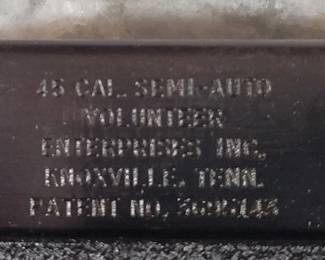 45 CAL. SEMI-AUTO
VOLUNTEER
ENTERPRISES INC.
KNOXVILLE, TENN.
PATENT NO.